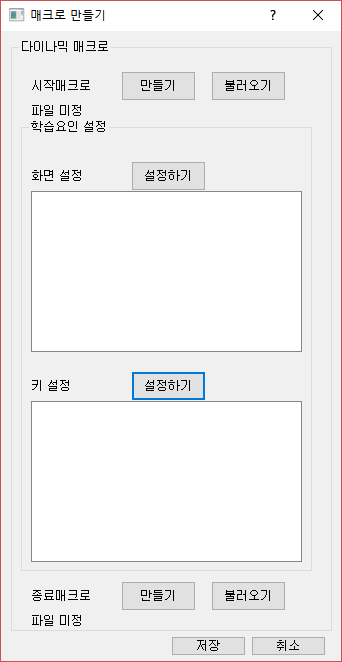 매크로 만들기 ?
다이나믹 매크로
시작매크로 만들기 불러오기
파일 미정
학습요인 설정
화면 설정 설정하기
키 설정 설정하기
종료매크로 만들기 불러오기
파일 미정
저장 취소